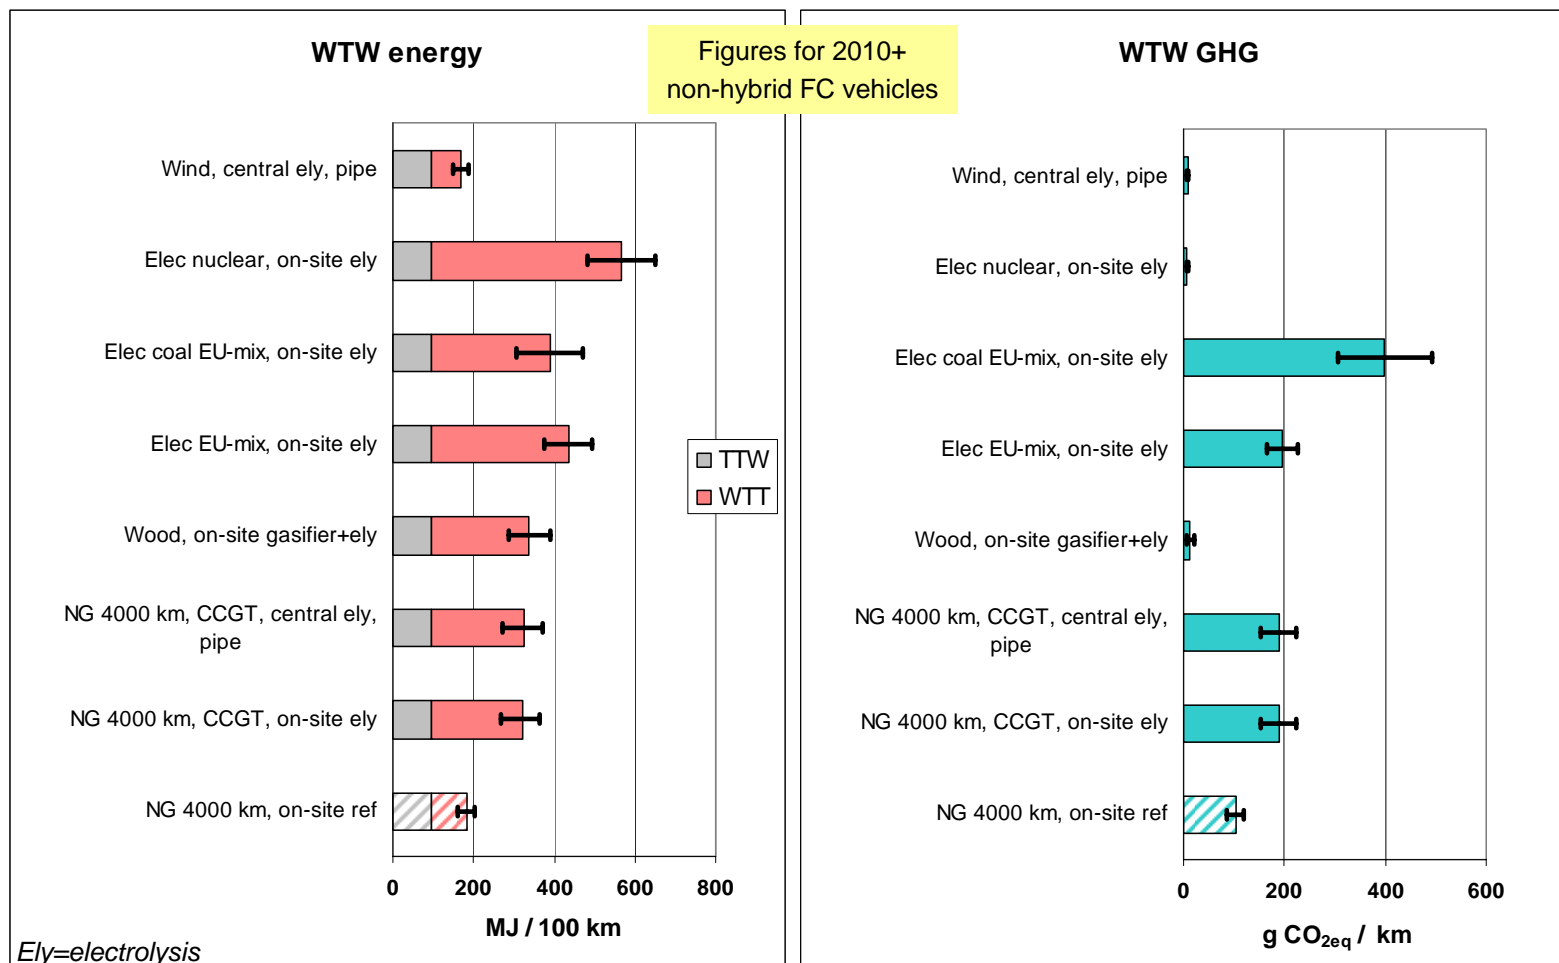 WTW energy
Figures for 2010+
non-hybrid FC vehicles
WTW GHG
Wind, central ely, pipe
Elec nuclear, on-site ely
Elec coal EU-mix, on-site ely
Elec EU-mix, on-site ely
Wood, on-site gasifier+ely
NG 4000 km, CCGT, central ely,
pipe
NG 4000 km, CCGT, on-site ely
NG 4000 km, on-site ref
0 200 400 600 800
MJ / 100 km
TTW
WTT
Ely=electrolysis
Wind, central ely, pipe
Elec nuclear, on-site ely
Elec coal EU-mix, on-site ely
Elec EU-mix, on-site ely
Wood, on-site gasifier+ely
NG 4000 km, CCGT, central ely,
pipe
NG 4000 km, CCGT, on-site ely
NG 4000 km, on-site ref
0 200 400 600
g CO2eq / km